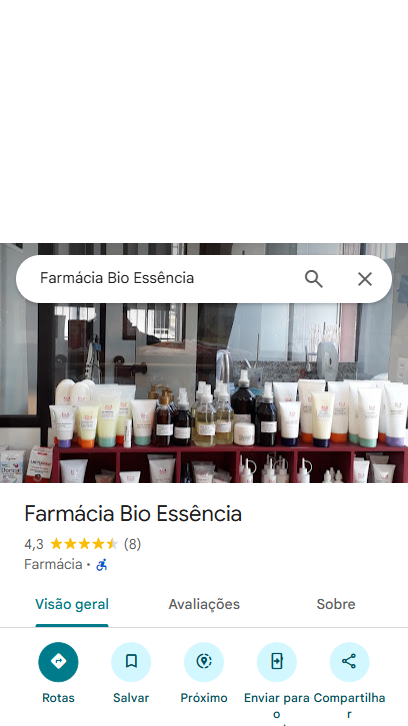 Farmácia Bio Essência
Farmácia Bio Essência
4,3 (8)
Farmácia •
Visão geral Avaliações Sobre
Rotas Salvar Próximo Enviar para o Compartilhar